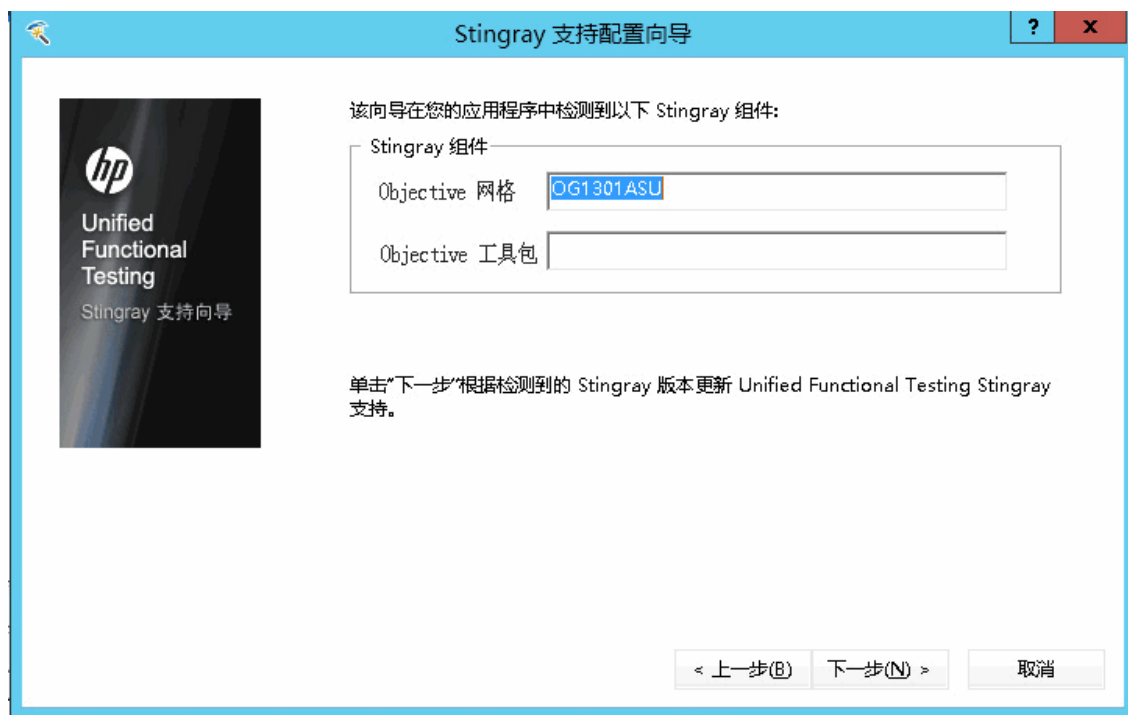 Stingray 支持配置向导
? x
该向导在您的应用程序中检测到以下 Stingray 组件:
Stingray 组件
Objective 网格 OG1301ASU
Objective 工具包
hp
Unified
Functional
Testing
Stingray 支持向导
单击"下一步"根据检测到的 Stingray 版本更新 Unified Functional Testing Stingray
支持。
< 上一步(B) 下一步(N) > 取消